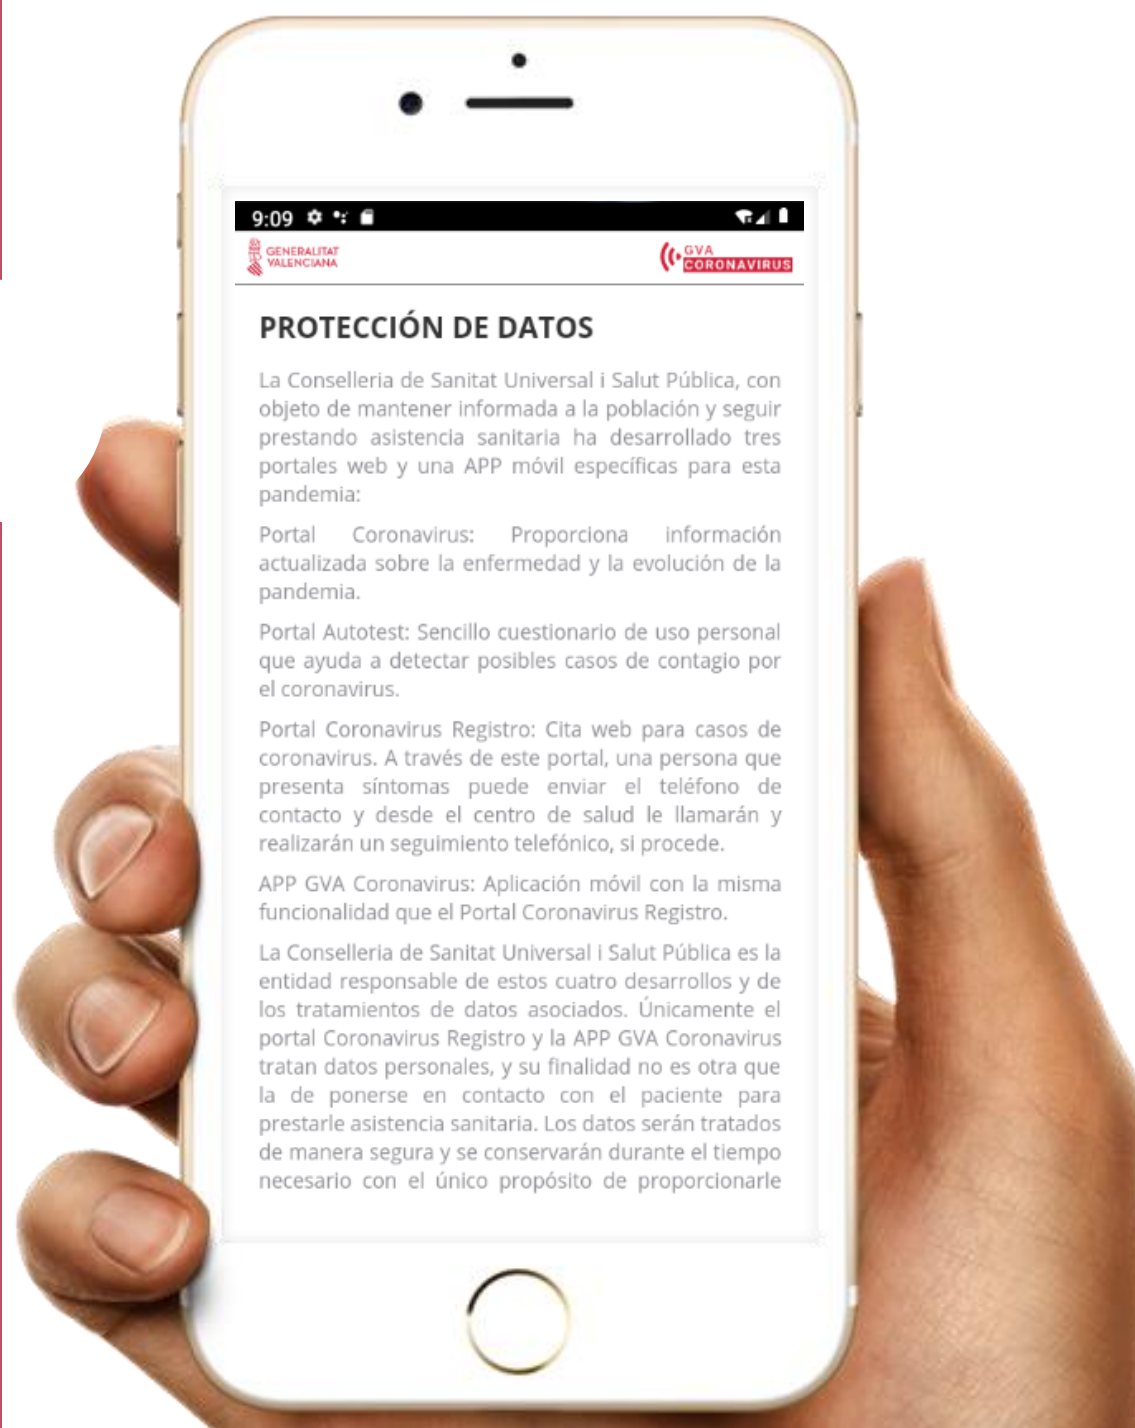 9:09
GENERALITAT
VALENCIANA
GVA
CORONAVIRUS
PROTECCIÓN DE DATOS
La Conselleria de Sanitat Universal i Salut Pública, con
objeto de mantener informada a la población y seguir
prestando asistencia sanitaria ha desarrollado tres
portales web y una APP móvil específicas para esta
pandemia:
Portal Coronavirus: Proporciona información
actualizada sobre la enfermedad y la evolución de la
pandemia.
Portal Autotest: Sencillo cuestionario de uso personal
que ayuda a detectar posibles casos de contagio por
el coronavirus.
Portal Coronavirus Registro: Cita web para casos de
coronavirus. A través de este portal, una persona que
presenta síntomas puede enviar el teléfono de
contacto y desde el centro de salud le llamarán y
realizarán un seguimiento telefónico, si procede.
APP GVA Coronavirus: Aplicación móvil con la misma
funcionalidad que el Portal Coronavirus Registro.
La Conselleria de Sanitat Universal i Salut Pública es la
entidad responsable de estos cuatro desarrollos y de
los tratamientos de datos asociados. Únicamente el
portal Coronavirus Registro y la APP GVA Coronavirus
tratan datos personales, y su finalidad no es otra que
la de ponerse en contacto con el paciente para
prestarle asistencia sanitaria. Los datos serán tratados
de manera segura y se conservarán durante el tiempo
necesario con el único propósito de proporcionarle